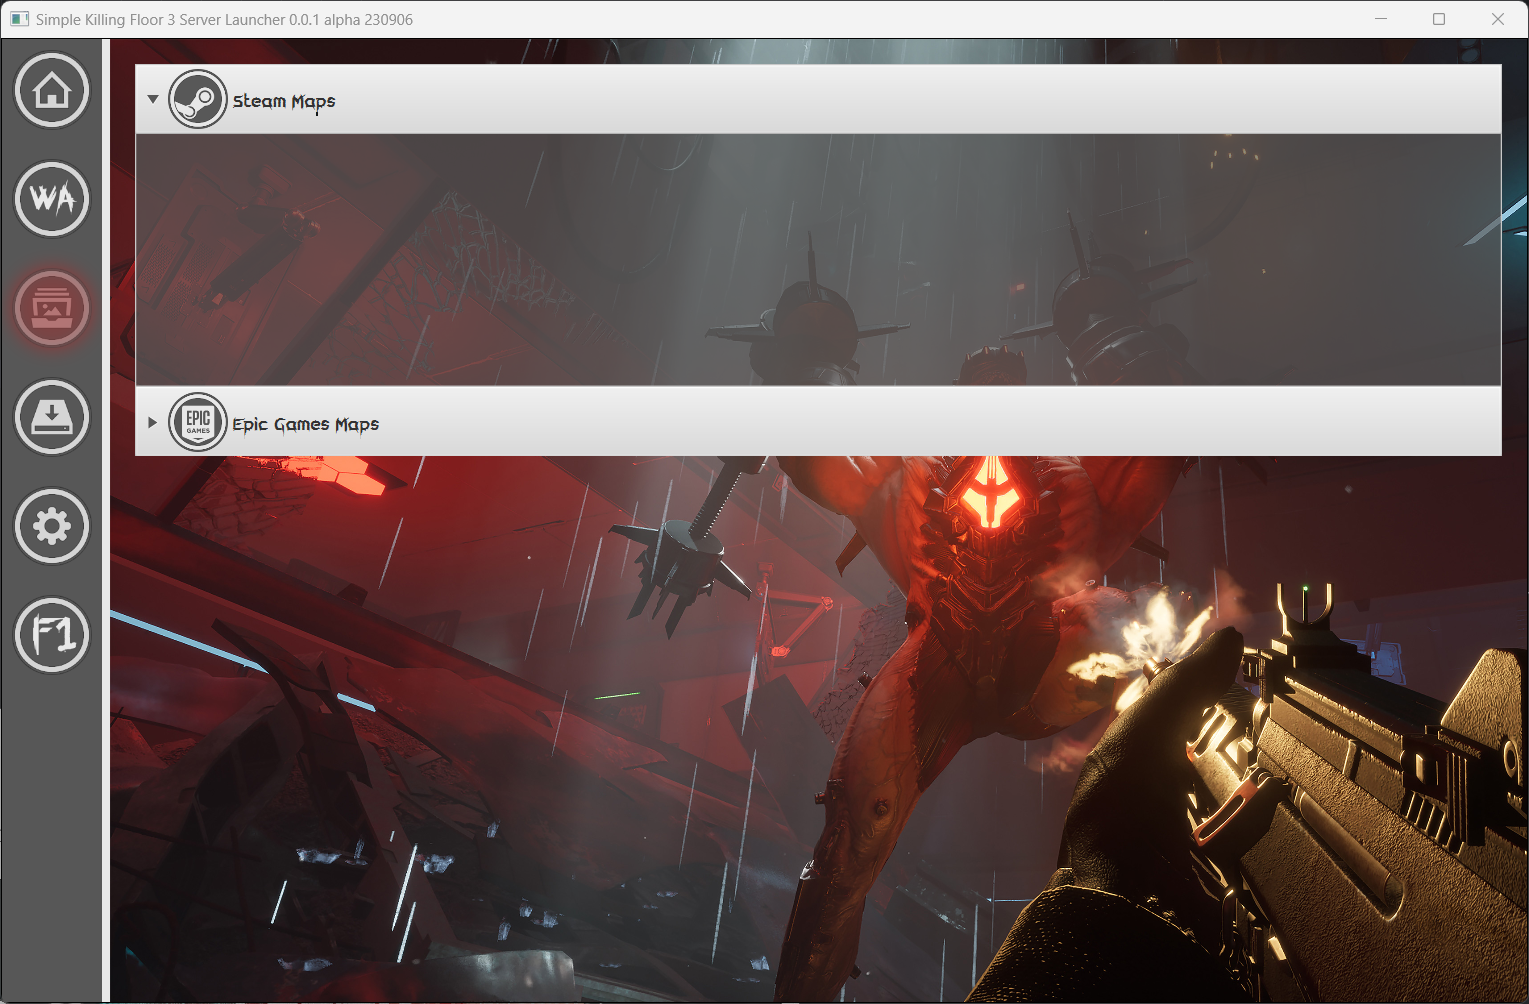 Simple Killing Floor 3 Server Launcher 0.0.1 alpha 230906
Steam Maps
WA
EPIC
GAMES
Epic Games Maps
F1